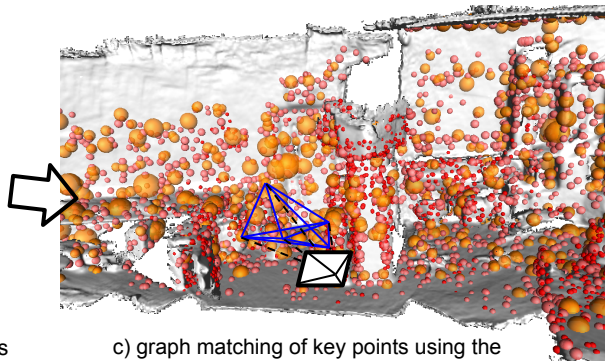 s
c) graph matching of key points using the